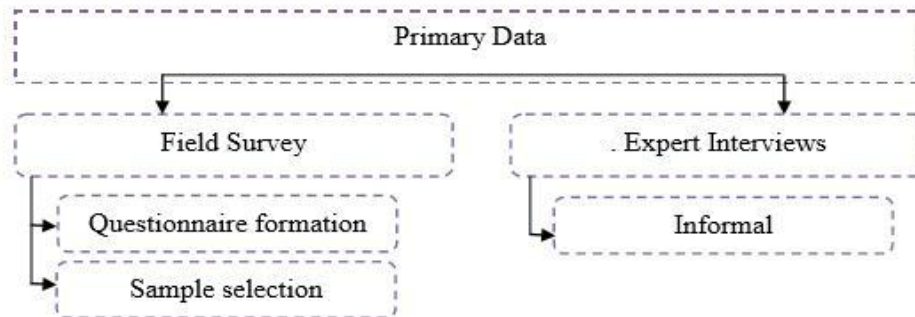 Primary Data
Field Survey
. Expert Interviews
Questionnaire formation
Informal
Sample selection